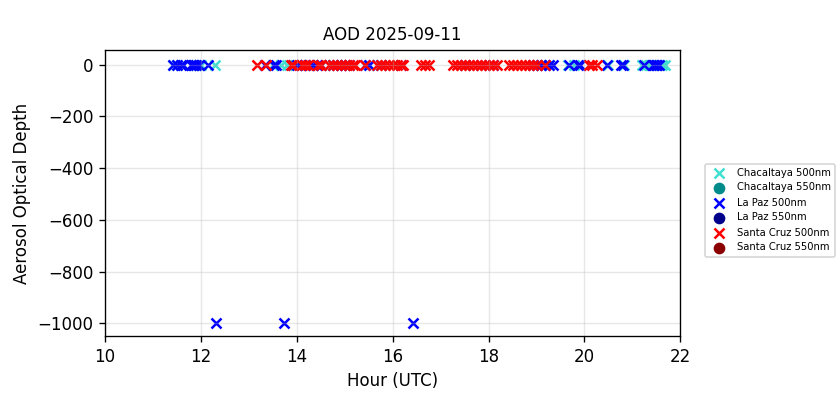 AOD 2025-09-11
Aerosol Optical Depth
0
−200
−400
−600
−800
−1000
10 12 14 16 18 20 22
Hour (UTC)
Chacaltaya 500nm
Chacaltaya 550nm
La Paz 500nm
La Paz 550nm
Santa Cruz 500nm
Santa Cruz 550nm